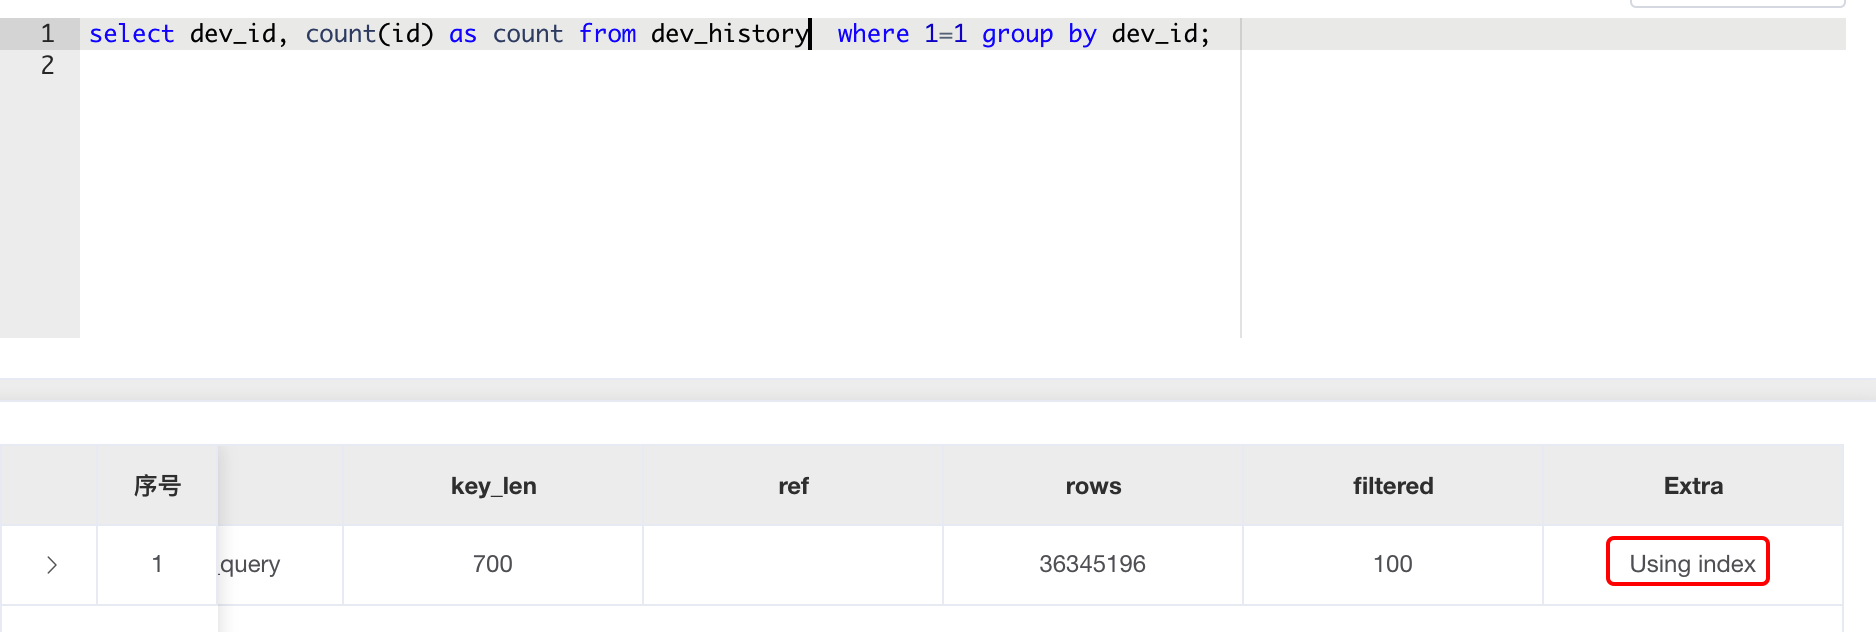 1 select dev_id, count(id) as count from dev_history  where 1=1 group by dev_id;
2
序号 key_len ref rows filtered Extra
1 _query 700 36345196 100 Using index